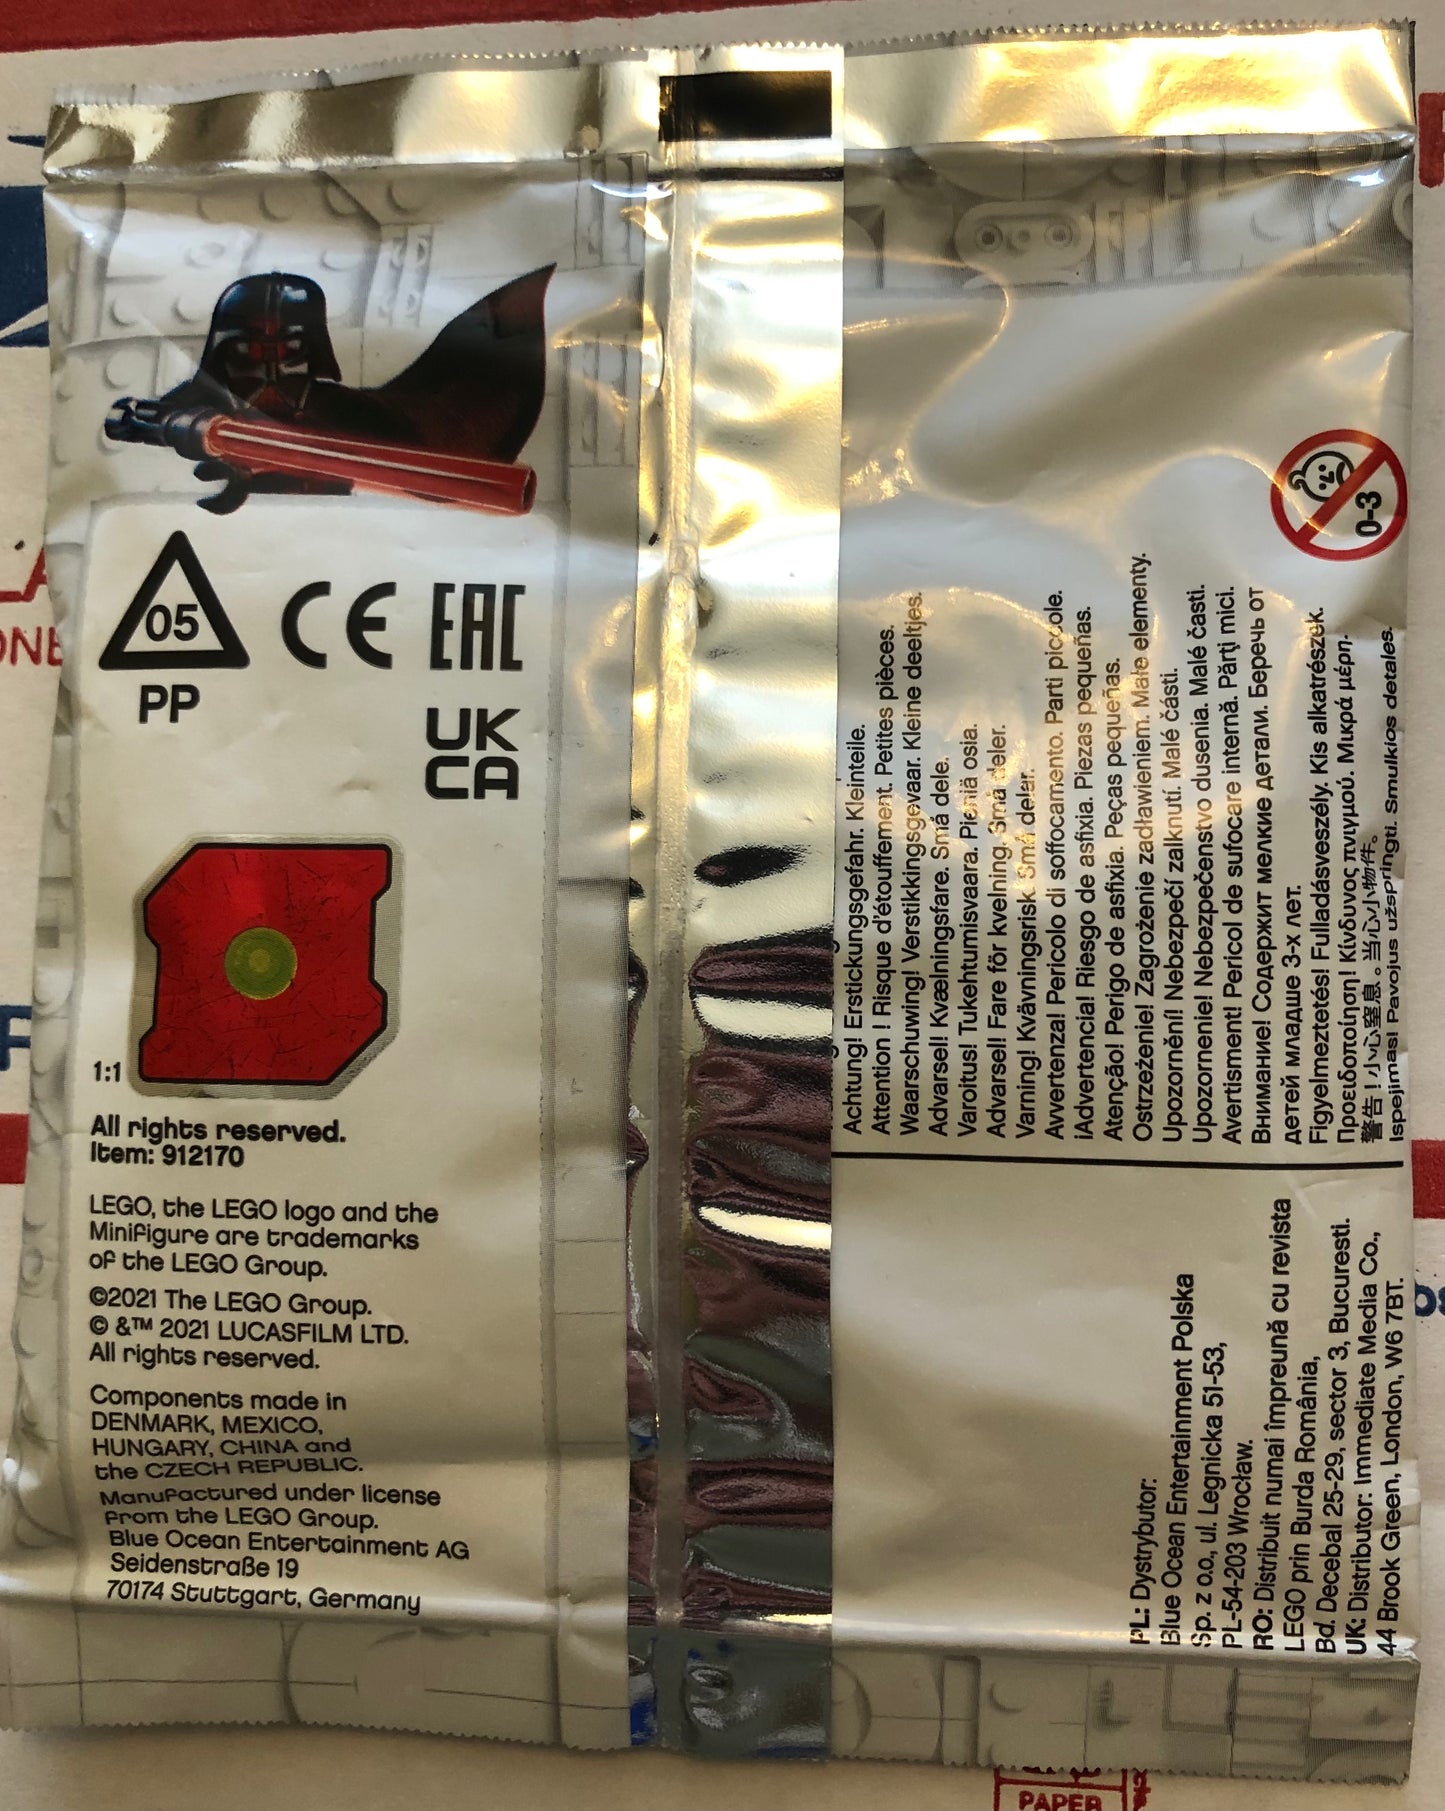 05
PP
CE EAC
UK
CA
1:1
All rights reserved.
Item: 912170
LEGO, the LEGO logo and the
Minifigure are trademarks
of the LEGO Group.
©2021 The LEGO Group.
© &™ 2021 LUCASFILM LTD.
All rights reserved.
Components made in
DENMARK, MEXICO,
HUNGARY, CHINA and
the CZECH REPUBLIC.
Manufactured under license
from the LEGO Group.
Blue Ocean Entertainment AG
Seidenstraße 19
70174 Stuttgart, Germany
Achtung! Erstickungsgefahr. Kleinteile.
Attention ! Risque d'étouffement. Petites pièces.
Waarschuwing! Verstikkingsgevaar. Kleine deeltjes.
Advarsel! Kvælningsfare. Små dele.
Varoitus! Tukehtumisvaara. Pieniä osia.
Advarsel! Fare for kvelning. Små deler.
Varning! Kvävningsrisk. Små delar.
Avvertenza! Pericolo di soffocamento. Parti piccole.
¡Advertencia! Riesgo de asfixia. Piezas pequeñas.
Atenção! Perigo de asfixia. Peças pequeñas.
Ostrzeżenie! Zagrożenie zadławieniem. Małe elementy.
Upozornění! Nebezpečí zalknutí. Malé části.
Upozornenie! Nebezpečenstvo dusenia. Malé časti.
Avertisment! Pericol de sufocare internă. Părţi mici.
Внимание! Содержит мелкие детали. Беречь от
детей младше 3-х лет.
Figyelmeztetés! Fulladásveszély. Kis alkatrészek.
Προειδοποίηση! Κίνδυνος πνιγμού. Μικρά μέρη.
警告！小心窒息。当心小物件。
Ispejimas! Pavojus užspringti. Smulkios detales.
0-3
PL: Dystrybutor:
Blue Ocean Entertainment Polska
Sp. z o.o., ul. Legnicka 51-53,
PL-54-203 Wrocław.
RO: Distribuit numai împreună cu revista
LEGO prin Burda România,
Bd. Decebal 25-29, sector 3, Bucuresti.
UK: Distributor: Immediate Media Co.,
44 Brook Green, London, W6 7BT.
PAPER